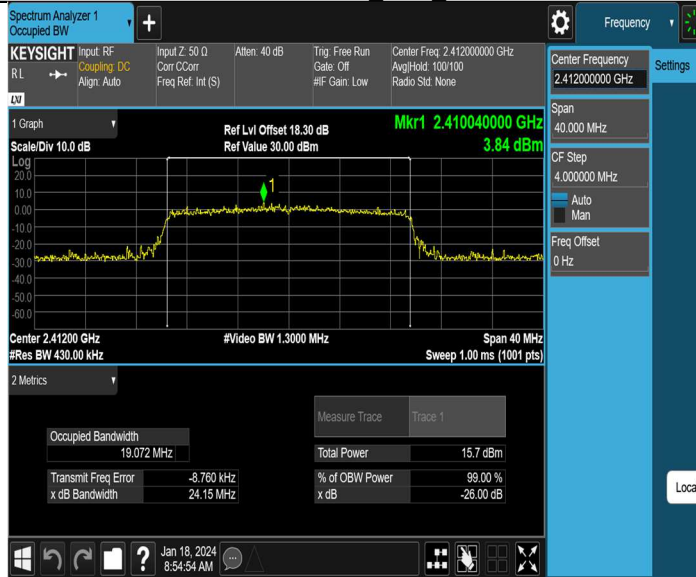 Spectrum Analyzer 1
Occupied BW
Frequency
KEYSIGHT
RL
LXI
Input: RF
Coupling: DC
Align: Auto
Input Z: 50 Ω
Corr CCorr
Freq Ref: Int (S)
Atten: 40 dB
Trig: Free Run
Gate: Off
#IF Gain: Low
Center Freq: 2.412000000 GHz
Avg|Hold: 100/100
Radio Std: None
Center Frequency
2.412000000 GHz
Settings
Span
40.000 MHz
CF Step
4.000000 MHz
Auto
Man
Freq Offset
0 Hz
1 Graph
Scale/Div 10.0 dB
Ref Lvl Offset 18.30 dB
Ref Value 30.00 dBm
Mkr1 2.410040000 GHz
3.84 dBm
Log
20.0
10.0
0.00
-10.0
-20.0
-30.0
-40.0
-50.0
-60.0
1
Center 2.41200 GHz
#Video BW 1.3000 MHz
Span 40 MHz
#Res BW 430.00 kHz
Sweep 1.00 ms (1001 pts)
2 Metrics
Measure Trace
Trace 1
Occupied Bandwidth
19.072 MHz
Total Power
15.7 dBm
Transmit Freq Error
-8.760 kHz
% of OBW Power
99.00 %
x dB Bandwidth
24.15 MHz
x dB
-26.00 dB
Loca
?
Jan 18, 2024
8:54:54 AM